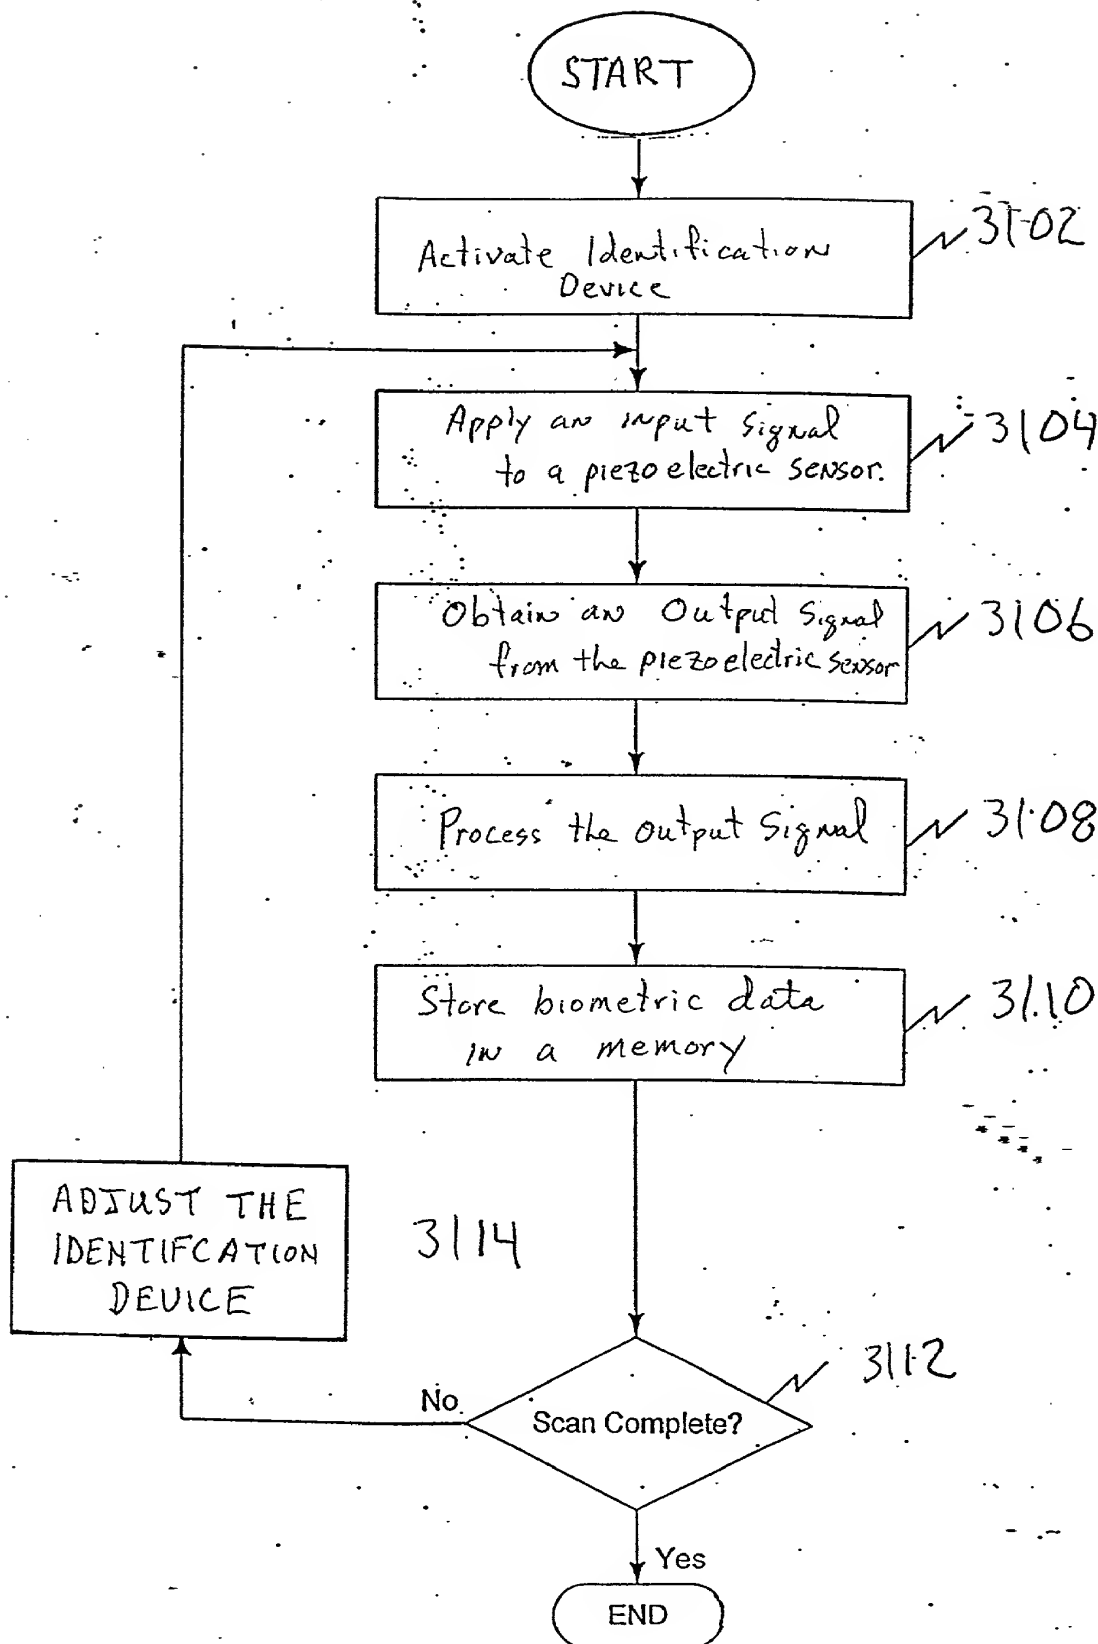 START
Activate Identification
Device
3102
Apply an input signal
to a piezoelectric sensor.
3104
Obtain an Output Signal
from the piezoelectric sensor
3106
Process the output Signal
3108
Store biometric data
in a memory
3110
ADJUST THE
IDENTIFCATION
DEVICE
3114
3112
No
Scan Complete?
Yes
END